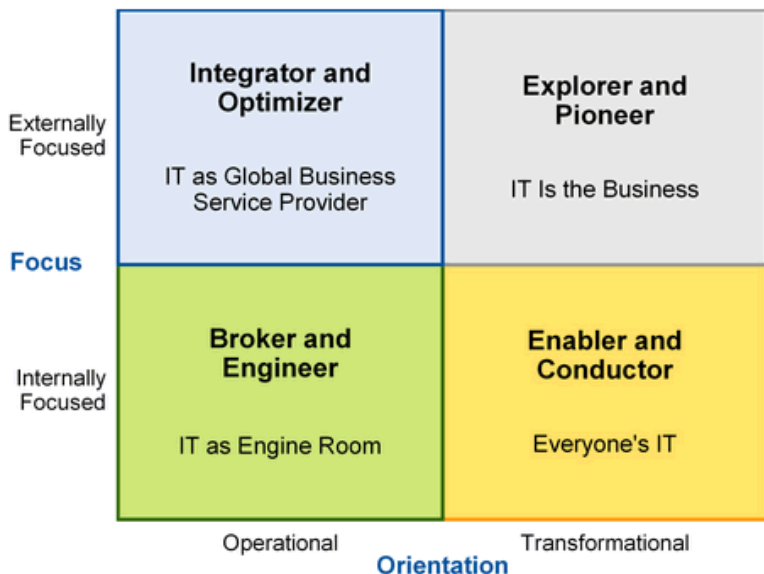 Integrator and
Optimizer
Explorer and
Pioneer
Externally
Focused
IT as Global Business
Service Provider
IT Is the Business
Focus
Broker and
Engineer
Enabler and
Conductor
Internally
Focused
IT as Engine Room
Everyone's IT
Operational
Transformational
Orientation